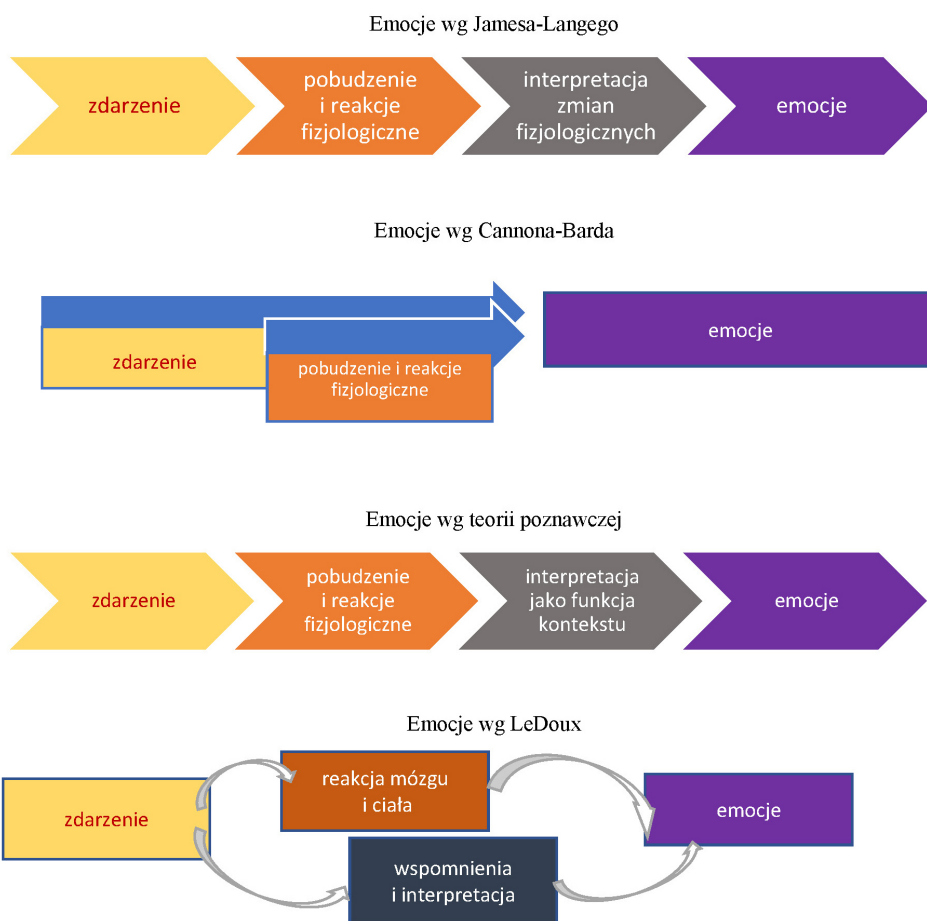 Emocje wg Jamesa-Langego
zdarzenie
pobudzenie
i reakcje
fizjologiczne
interpretacja
zmian
fizjologicznych
emocje
Emocje wg Cannona-Barda
zdarzenie
pobudzenie i reakcje
fizjologiczne
emocje
Emocje wg teorii poznawczej
zdarzenie
pobudzenie
i reakcje
fizjologiczne
interpretacja
jako funkcja
kontekstu
emocje
Emocje wg LeDoux
zdarzenie
reakcja mózgu
i ciała
wspomnienia
i interpretacja
emocje